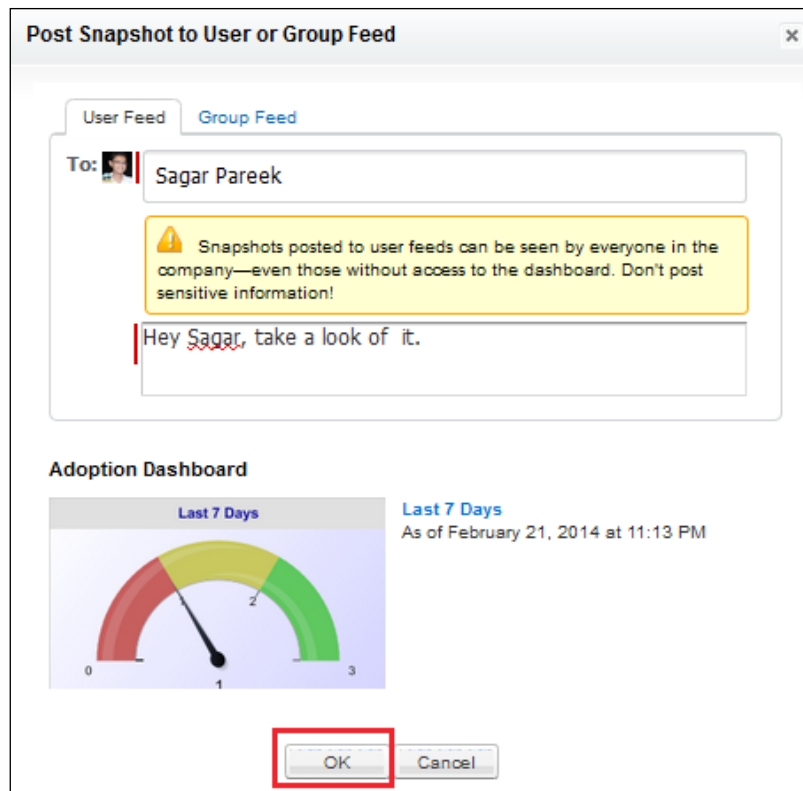 Post Snapshot to User or Group Feed
×
User Feed
Group Feed
To:
Sagar Pareek
Snapshots posted to user feeds can be seen by everyone in the
company—even those without access to the dashboard. Don't post
sensitive information!
Hey Sagar, take a look of  it.
Adoption Dashboard
Last 7 Days
1
2
0
3
1
Last 7 Days
As of February 21, 2014 at 11:13 PM
OK
Cancel